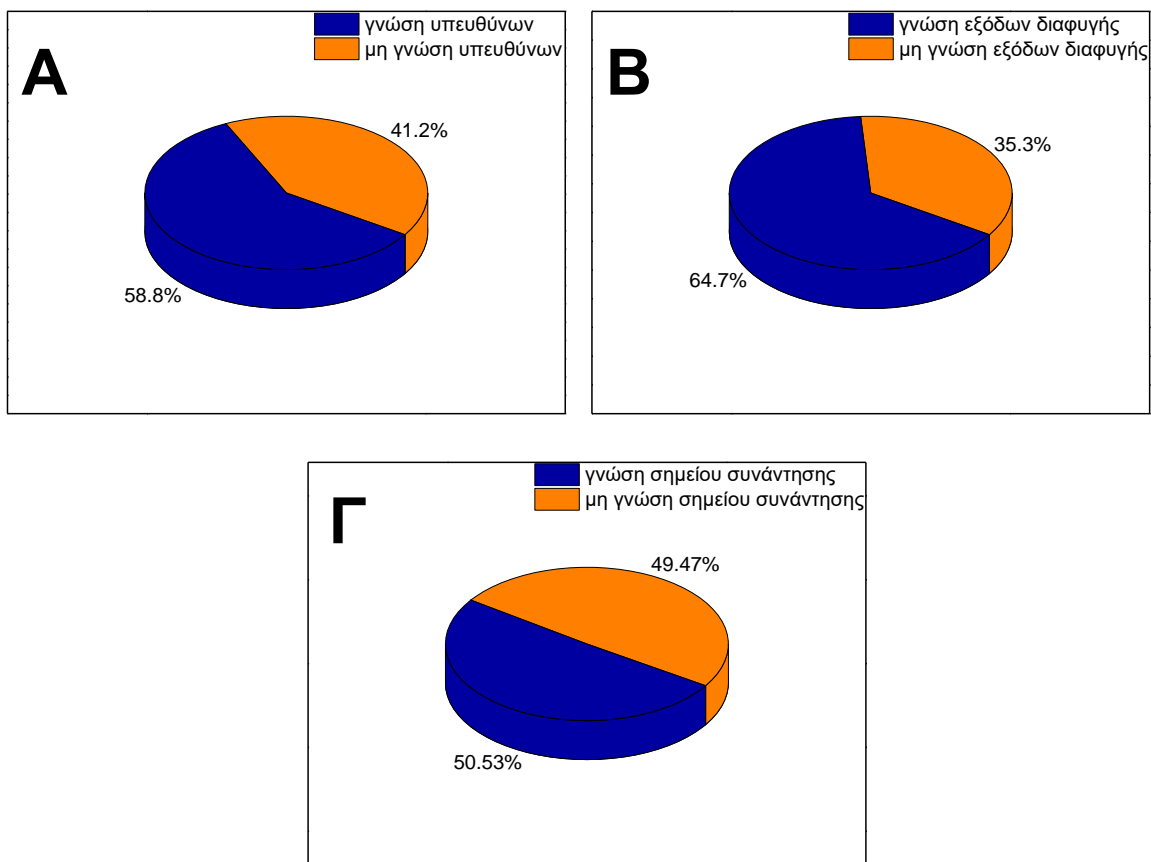 γνώση υπευθύνων
μη γνώση υπευθύνων
Α
41.2%
58.8%
γνώση εξόδων διαφυγής
μη γνώση εξόδων διαφυγής
Β
35.3%
64.7%
γνώση σημείου συνάντησης
μη γνώση σημείου συνάντησης
Γ
49.47%
50.53%